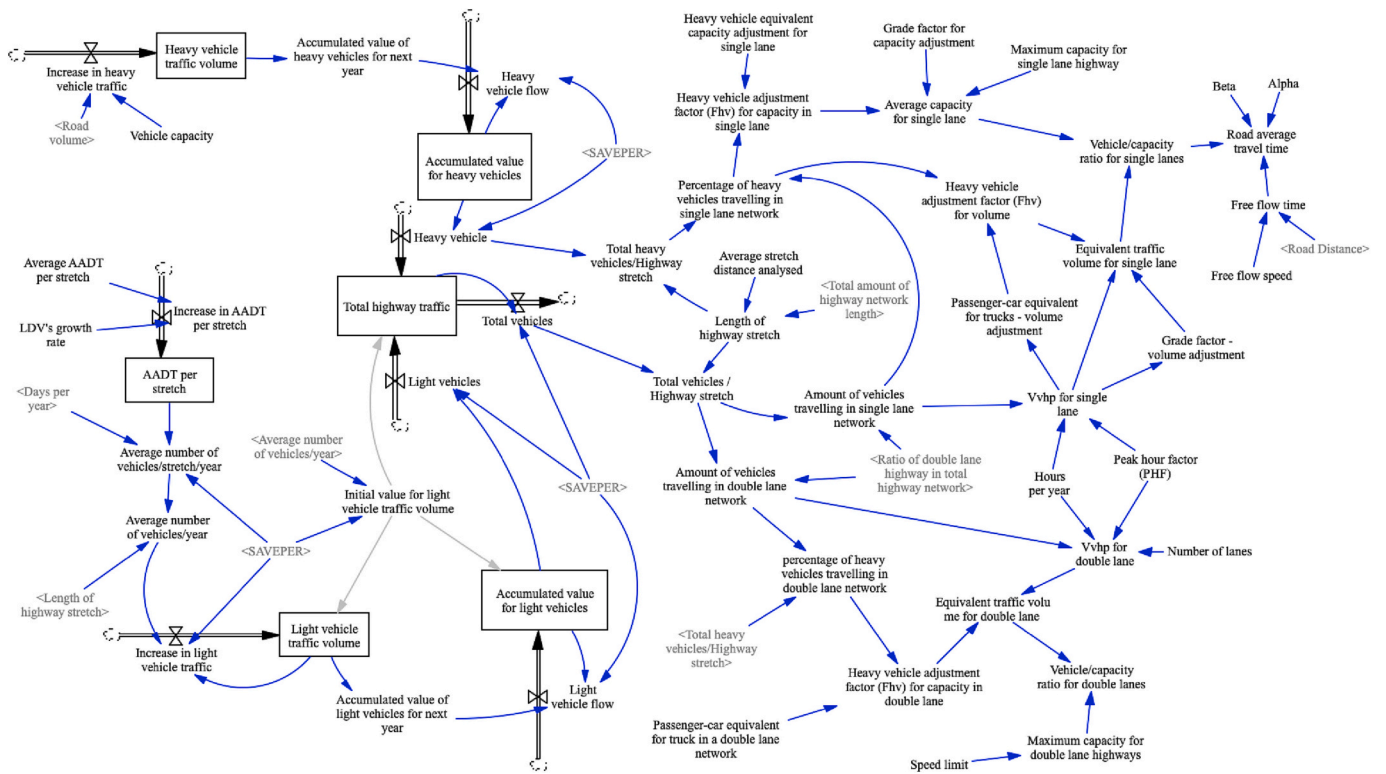 Heavy vehicle
traffic volume
Accumulated value of
heavy vehicles for next
year
Increase in heavy
vehicle traffic
<Road
volume>
Vehicle capacity
Heavy
vehicle flow
Accumulated value
for heavy vehicles
<SAVEPER>
Heavy vehicle
Heavy vehicle equivalent
capacity adjustment for
single lane
Grade factor for
capacity adjustment
Maximum capacity for
single lane highway
Heavy vehicle adjustment
factor (Fhv) for capacity in
single lane
Average capacity
for single lane
Beta
Alpha
Road average
travel time
Vehicle/capacity
ratio for single lanes
Percentage of heavy
vehicles travelling in
single lane network
Heavy vehicle
adjustment factor (Fhv)
for volume
Free flow time
<Road Distance>
Free flow speed
Equivalent traffic
volume for single lane
Total heavy
vehicles/Highway
stretch
Average stretch
distance analysed
<Total amount of
highway network
length>
Length of
highway stretch
Passenger-car equivalent
for trucks - volume
adjustment
Grade factor -
volume adjustment
Average AADT
per stretch
Increase in AADT
per stretch
LDV's growth
rate
AADT per
stretch
Total highway traffic
Total vehicles
Light vehicles
Total vehicles /
Highway stretch
Amount of vehicles
travelling in single lane
network
Vvhp for single
lane
<Days per
year>
Average number of
vehicles/stretch/year
<Average number
of vehicles/year>
Initial value for light
vehicle traffic volume
<SAVEPER>
Amount of vehicles
travelling in double lane
network
<Ratio of double lane
highway in total
highway network>
Hours
per year
Peak hour factor
(PHF)
Average number
of vehicles/year
<SAVEPER>
Vvhp for
double lane
Number of lanes
<Length of
highway stretch>
Increase in light
vehicle traffic
Light vehicle
traffic volume
Accumulated value
for light vehicles
percentage of heavy
vehicles travelling in
double lane network
Equivalent traffic volu
me for double lane
<Total heavy
vehicles/Highway
stretch>
Accumulated value of
light vehicles for next
year
Light
vehicle flow
Heavy vehicle adjustment
factor (Fhv) for capacity in
double lane
Vehicle/capacity
ratio for double lanes
Passenger-car equivalent
for truck in a double lane
network
Speed limit
Maximum capacity for
double lane highways